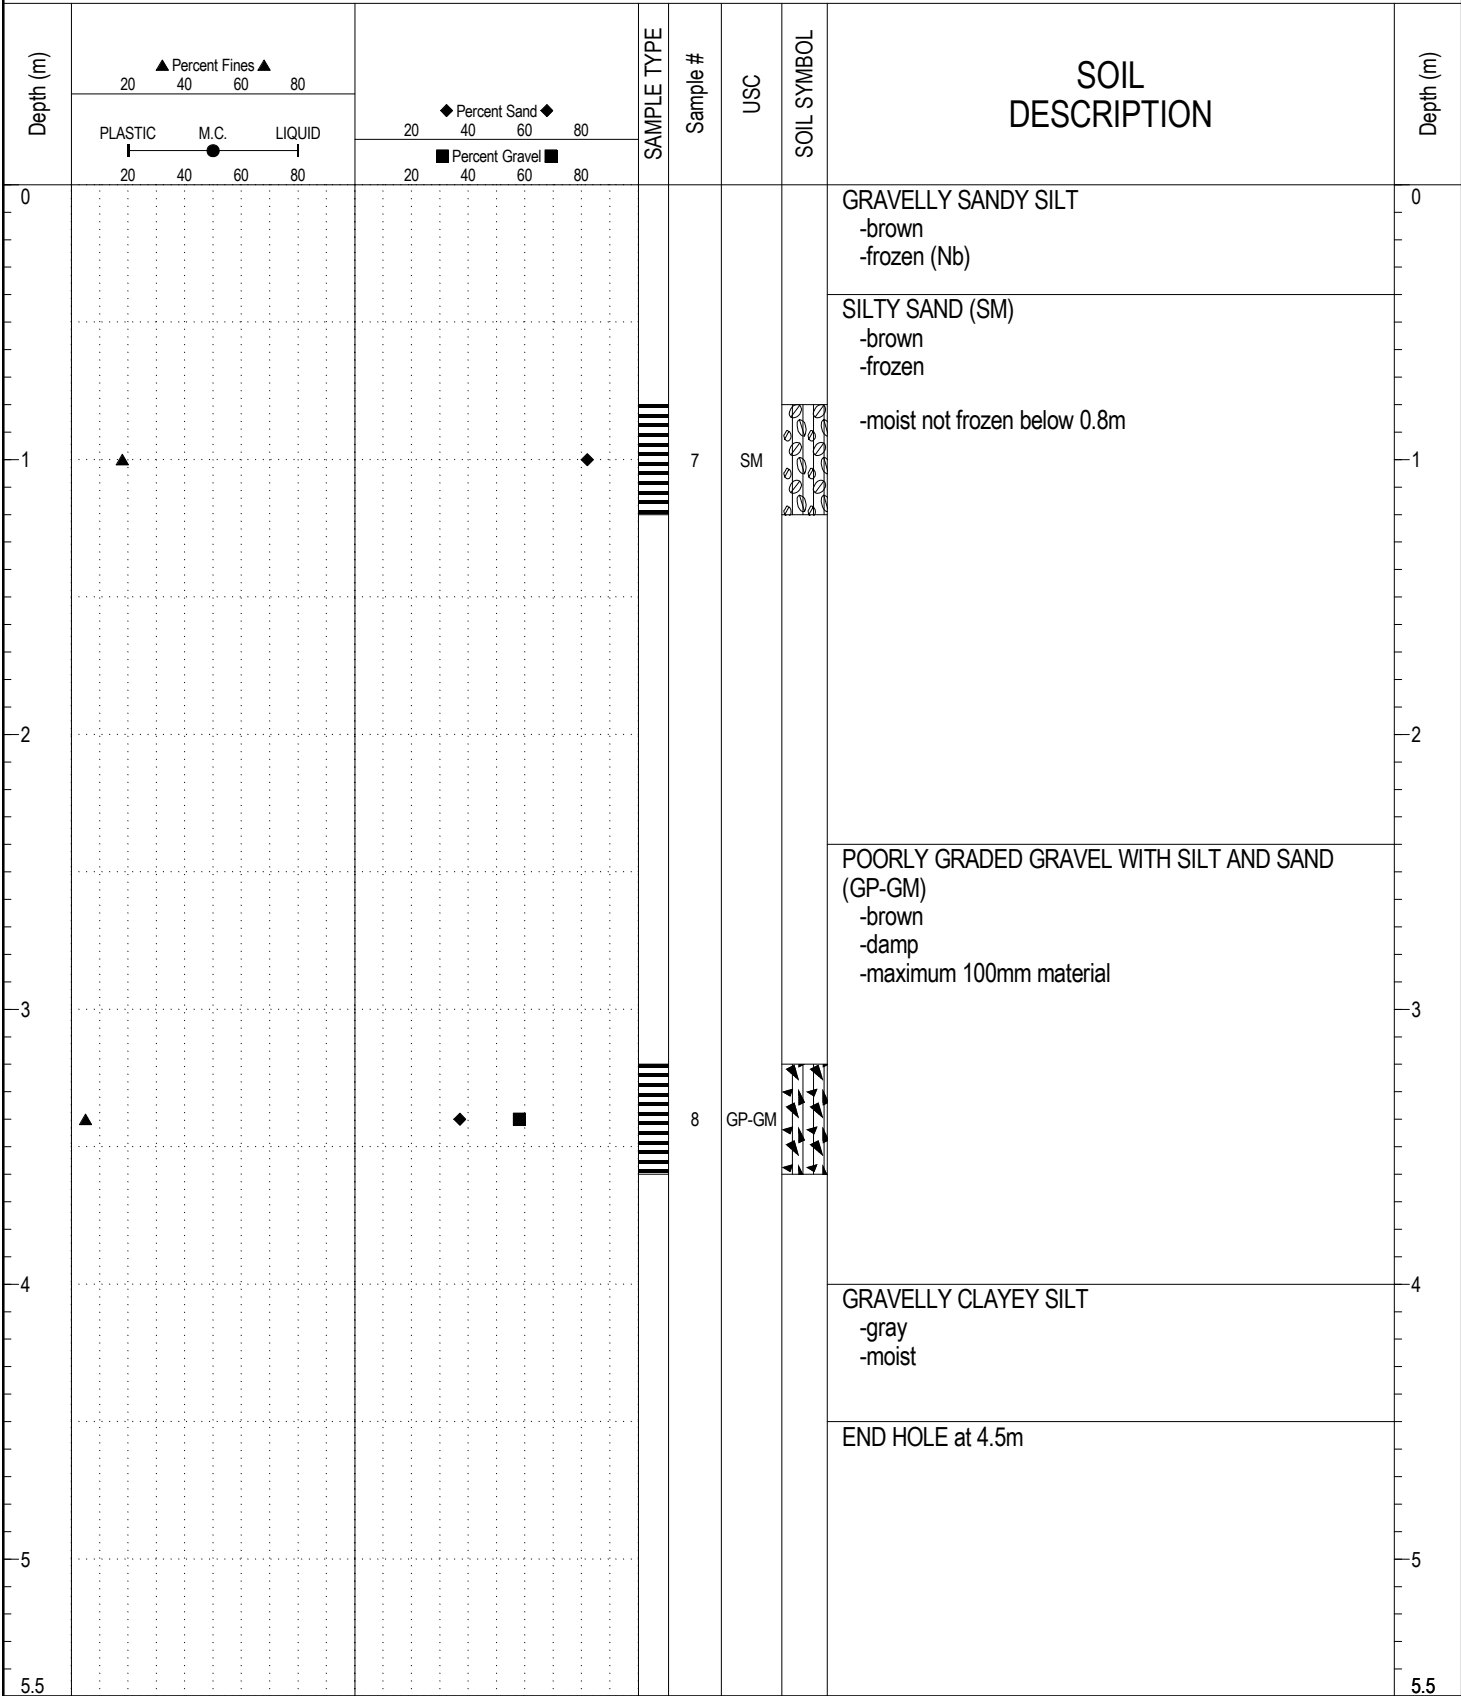 Depth (m)
Percent Fines
20 40 60 80
PLASTIC M.C. LIQUID
20 40 60 80
Percent Sand
20 40 60 80
Percent Gravel
20 40 60 80
SAMPLE TYPE
Sample #
USC
SOIL SYMBOL
SOIL
DESCRIPTION
Depth (m)
0
GRAVELLY SANDY SILT
0
-brown
-frozen (Nb)
SILTY SAND (SM)
-brown
-frozen
-moist not frozen below 0.8m
1
7
SM
1
2
2
POORLY GRADED GRAVEL WITH SILT AND SAND
(GP-GM)
-brown
-damp
-maximum 100mm material
3
3
8
GP-GM
4
4
GRAVELLY CLAYEY SILT
-gray
-moist
END HOLE at 4.5m
5
5
5.5
5.5